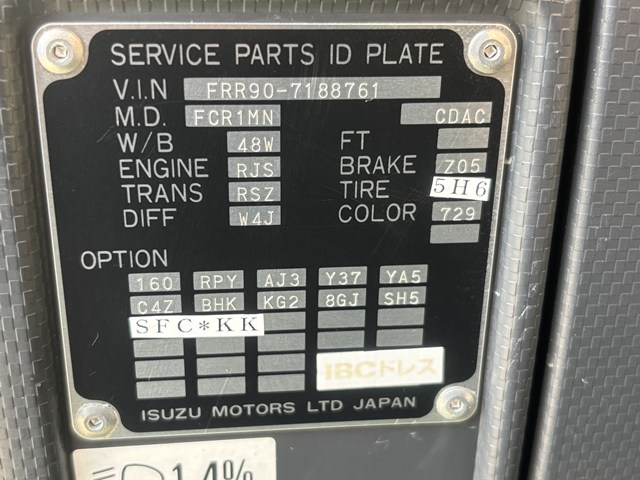 SERVICE PARTS ID PLATE
V.I.N FRR90-7188761
M.D. FCR1MN CDAC
W/B 48W FT
ENGINE RJS BRAKE Z05
TRANS RSZ TIRE 5H6
DIFF W4J COLOR 729
OPTION
160 RPY AJ3 Y37 YA5
C4Z BHK KG2 8GJ SH5
SFC*KK
IBCドレス
ISUZU MOTORS LTD JAPAN
1.4%